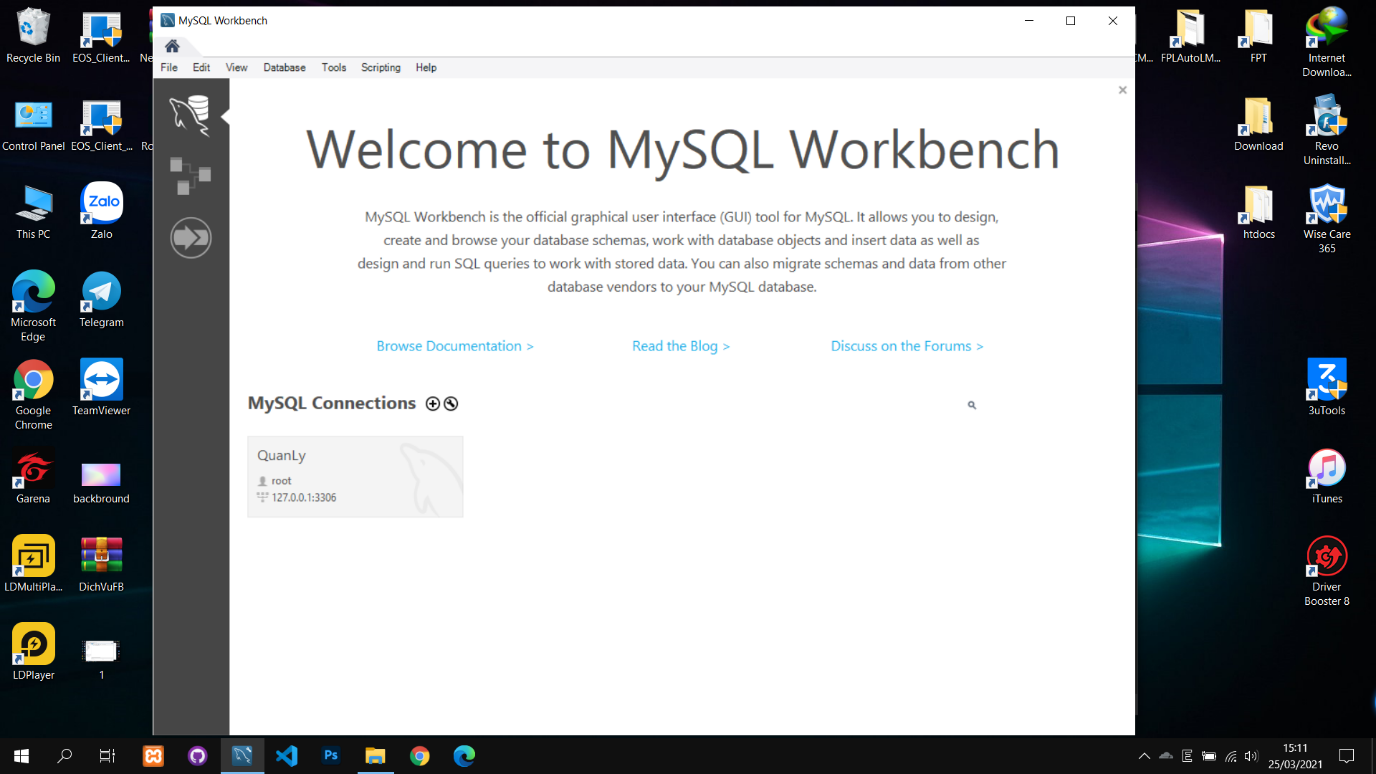 MySQL Workbench
File Edit View Database Tools Scripting Help
Welcome to MySQL Workbench
MySQL Workbench is the official graphical user interface (GUI) tool for MySQL. It allows you to design,
create and browse your database schemas, work with database objects and insert data as well as
design and run SQL queries to work with stored data. You can also migrate schemas and data from other
database vendors to your MySQL database.
Browse Documentation > Read the Blog > Discuss on the Forums >
MySQL Connections
QuanLy
root
127.0.0.1:3306
Recycle Bin
EOS_Client...
Control Panel
EOS_Client_...
This PC
Zalo
Zalo
Microsoft
Edge
Telegram
Google
Chrome
TeamViewer
Garena
backbround
LDMultiPla...
DichVuFB
LDPlayer
1
FPLAutoLM...
FPT
Internet
Downloa...
Download
Revo
Uninstall...
htdocs
Wise Care
365
3uTools
iTunes
Driver
Booster 8
Ps
15:11
25/03/2021